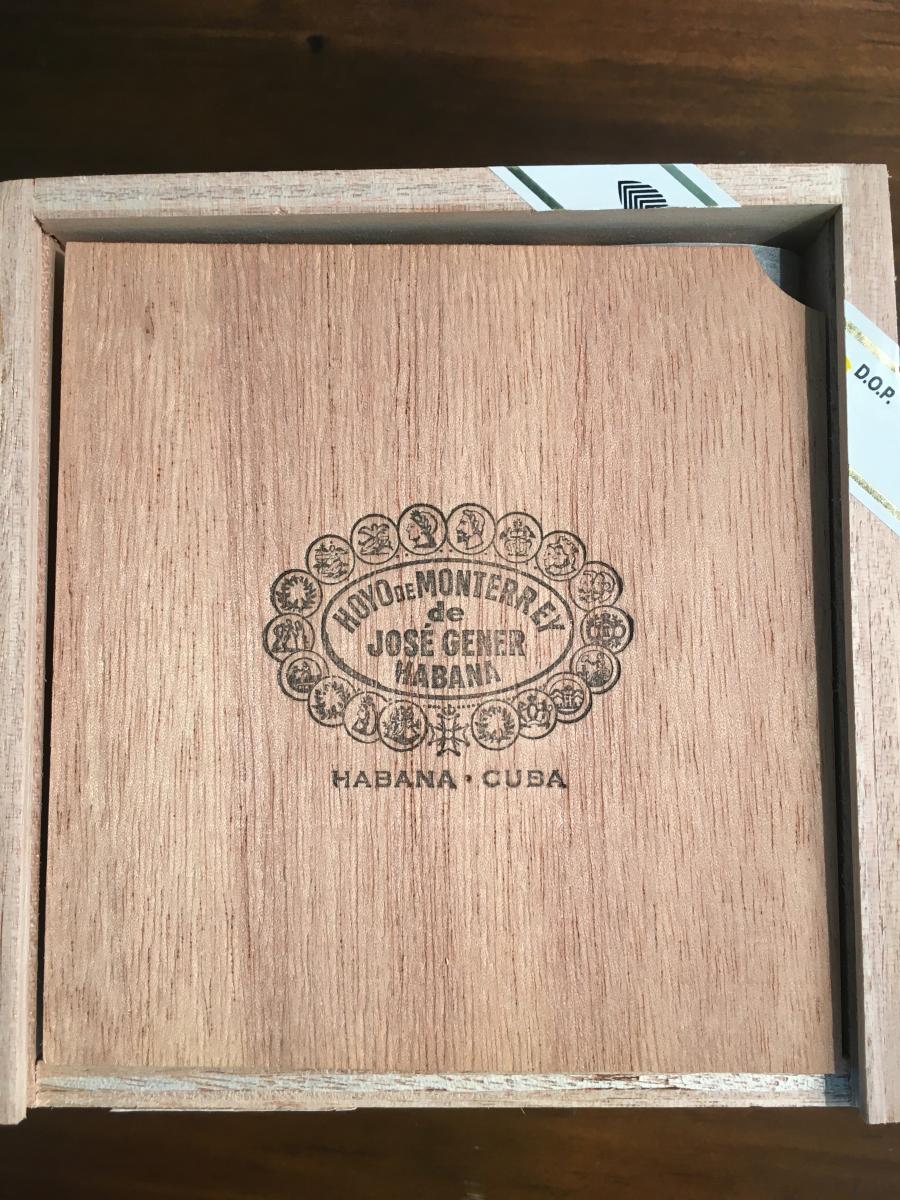 D.O.P.
HOYO DE MONTERREY
de
JOSÉ GENER
HABANA
HABANA · CUBA